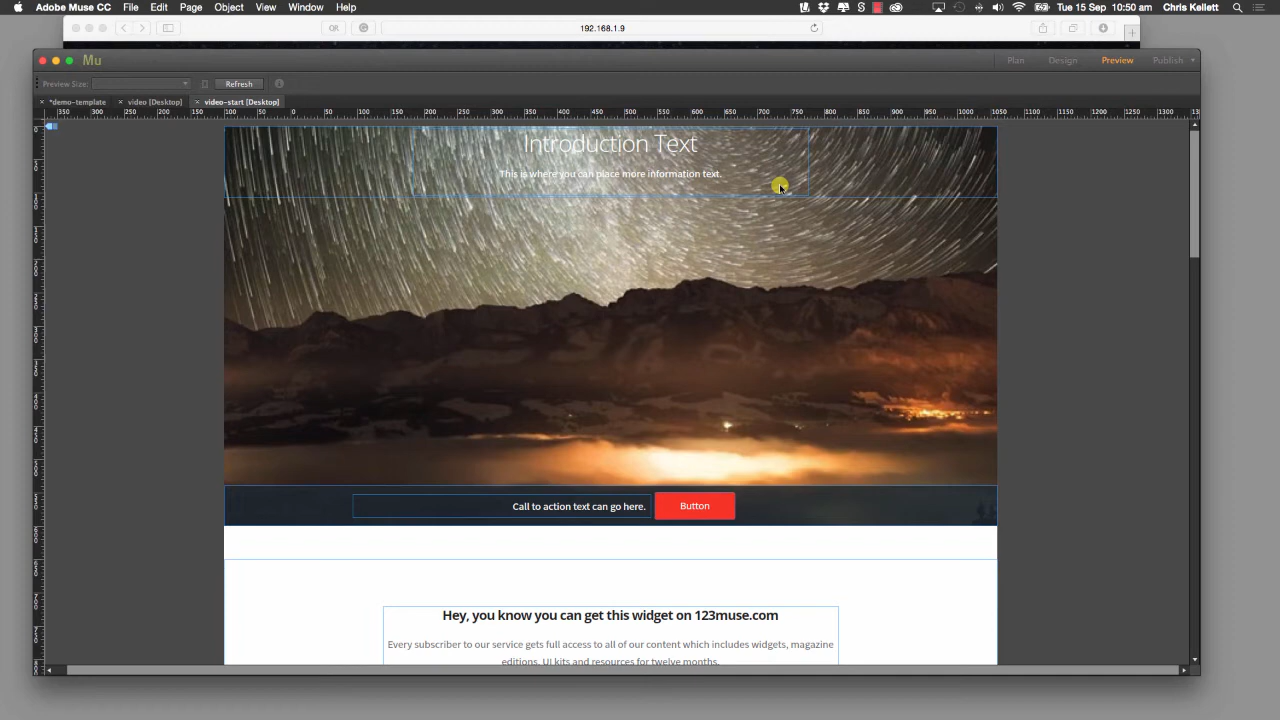 Adobe Muse CC File Edit Page Object View Window Help Tue 15 Sep 10:50 am Chris Kellett
192.168.1.9
Mu Plan Design Preview Publish
Preview Size: Refresh
*demo-template video [Desktop] video-start [Desktop]
Introduction Text
This is where you can place more information text.
Call to action text can go here. Button
Hey, you know you can get this widget on 123muse.com
Every subscriber to our service gets full access to all of our content which includes widgets, magazine
editions, UI kits and resources for twelve months.